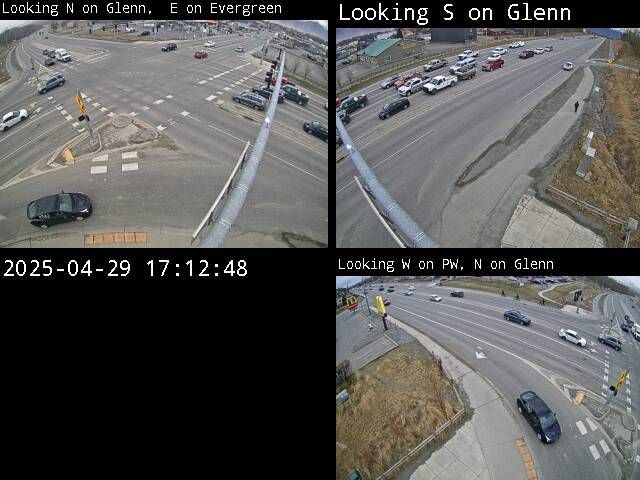 Looking N on Glenn,  E on Evergreen
Looking S on Glenn
2025-04-29 17:12:48
Looking W on PW, N on Glenn